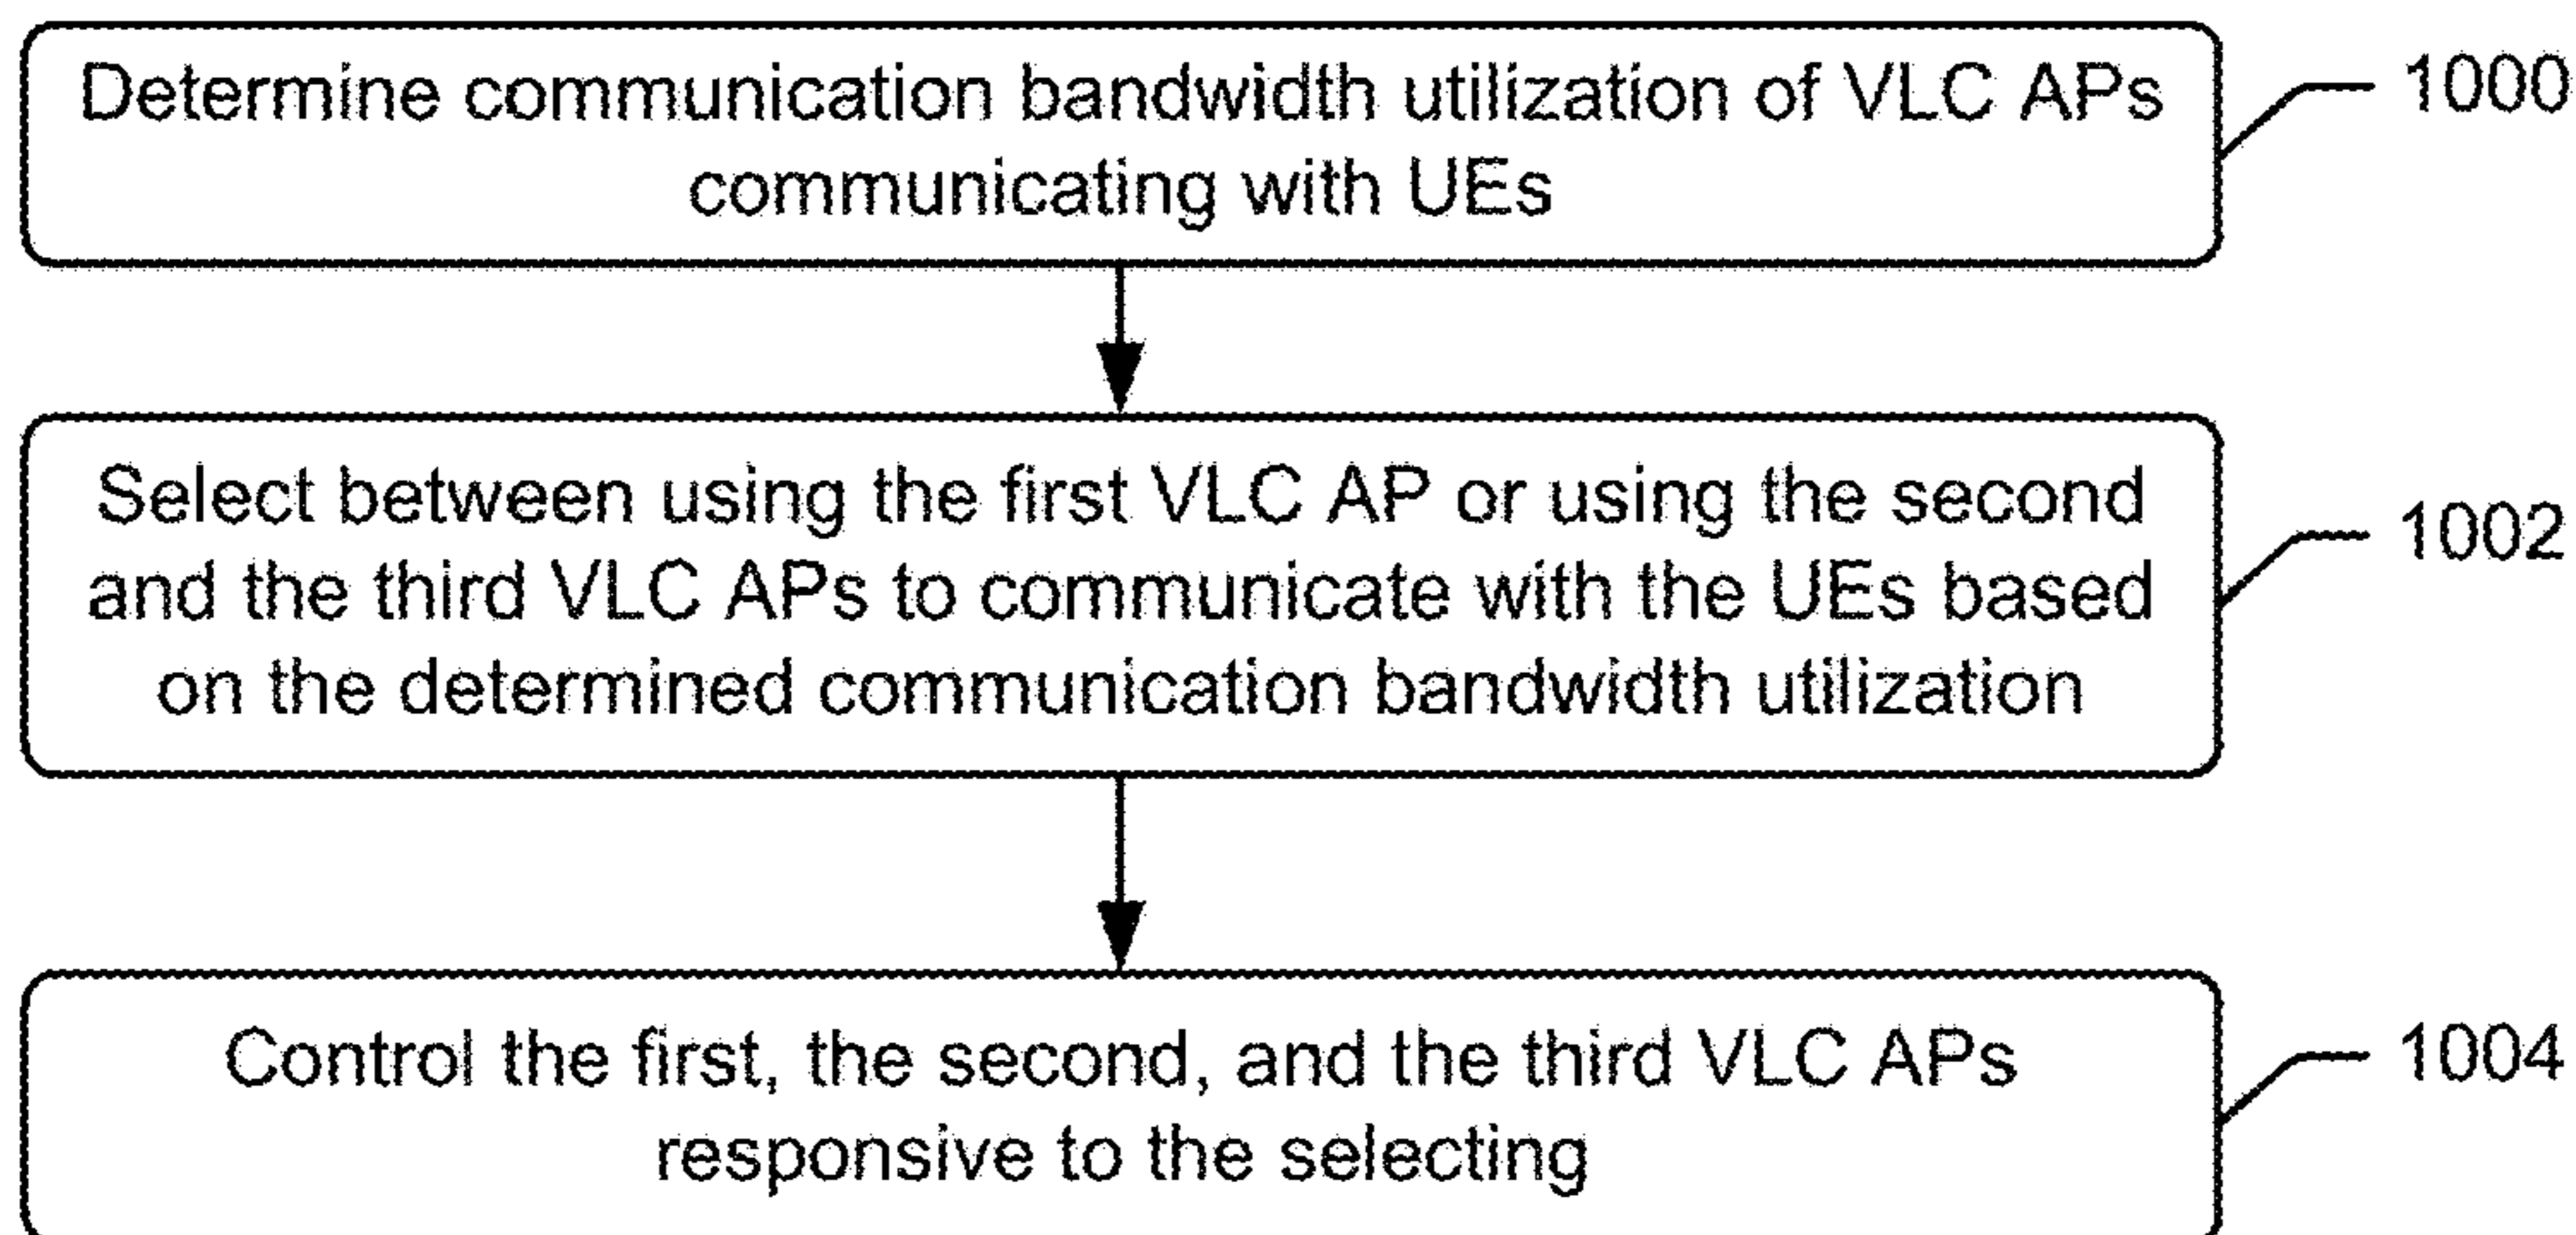 Determine communication bandwidth utilization of VLC APs
communicating with UEs
1000
Select between using the first VLC AP or using the second
and the third VLC APs to communicate with the UEs based
on the determined communication bandwidth utilization
1002
Control the first, the second, and the third VLC APs
responsive to the selecting
1004